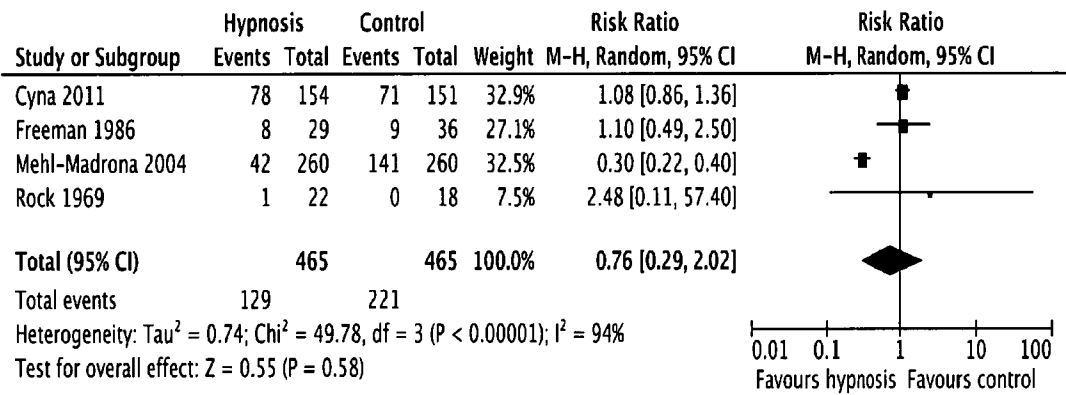 Hypnosis Control Risk Ratio Risk Ratio
Study or Subgroup Events Total Events Total Weight M-H, Random, 95% CI M-H, Random, 95% CI
Cyna 2011 78 154 71 151 32.9% 1.08 [0.86, 1.36]
Freeman 1986 8 29 9 36 27.1% 1.10 [0.49, 2.50]
Mehl-Madrona 2004 42 260 141 260 32.5% 0.30 [0.22, 0.40]
Rock 1969 1 22 0 18 7.5% 2.48 [0.11, 57.40]
Total (95% CI) 465 465 100.0% 0.76 [0.29, 2.02]
Total events 129 221
Heterogeneity: Tau² = 0.74; Chi² = 49.78, df = 3 (P < 0.00001); I² = 94%
Test for overall effect: Z = 0.55 (P = 0.58)
0.01 0.1 1 10 100
Favours hypnosis Favours control